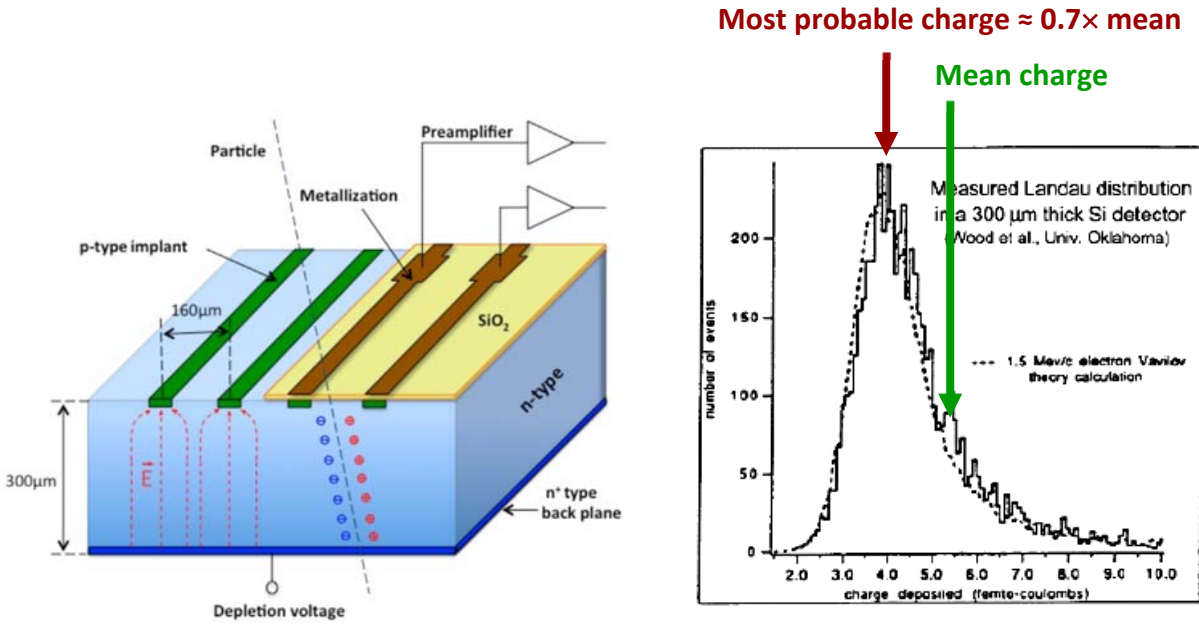 Most probable charge ≈ 0.7× mean
Mean charge
Preamplifier
Particle
Metallization
p-type implant
160μm
SiO₂
n-type
300μm
E
n⁺ type
back plane
Depletion voltage
Measured Landau distribution
in a 300 μm thick Si detector
(Wood et al., Univ. Oklahoma)
200
150
100
50
0
number of events
1.5 Mev/c electron Vavilov
theory calculation
2.0 3.0 4.0 5.0 6.0 7.0 8.0 9.0 10.0
charge deposited (femto-coulombs)